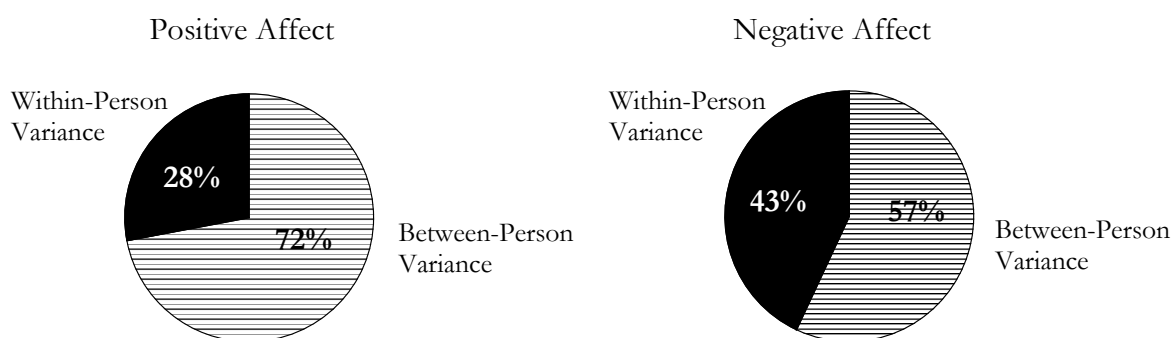 Positive Affect
Within-Person
Variance
28%
72%
Between-Person
Variance
Negative Affect
Within-Person
Variance
43%
57%
Between-Person
Variance